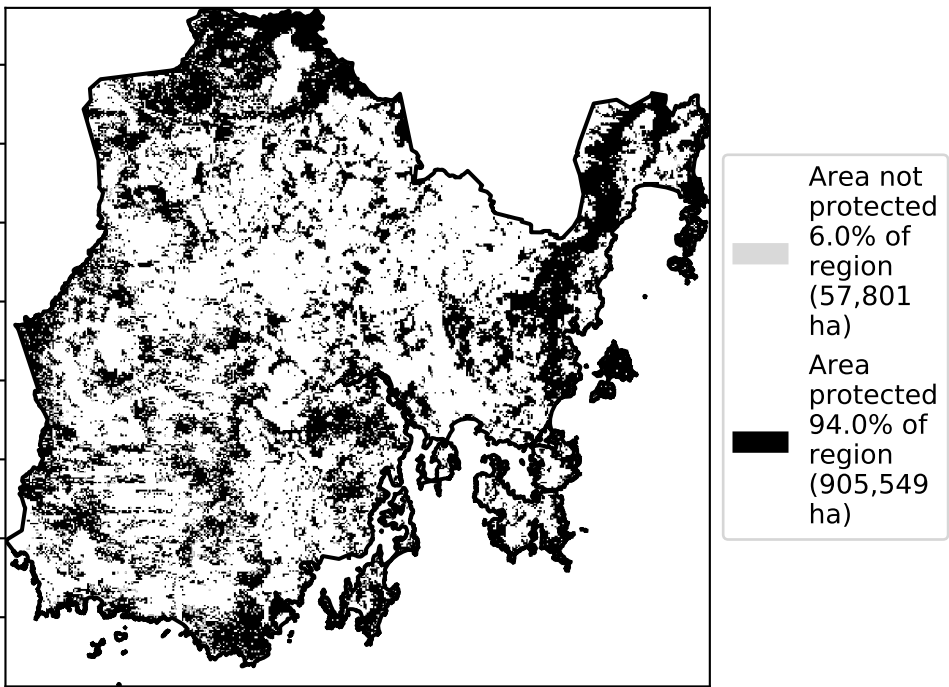 Area not
protected
6.0% of
region
(57,801
ha)
Area
protected
94.0% of
region
(905,549
ha)